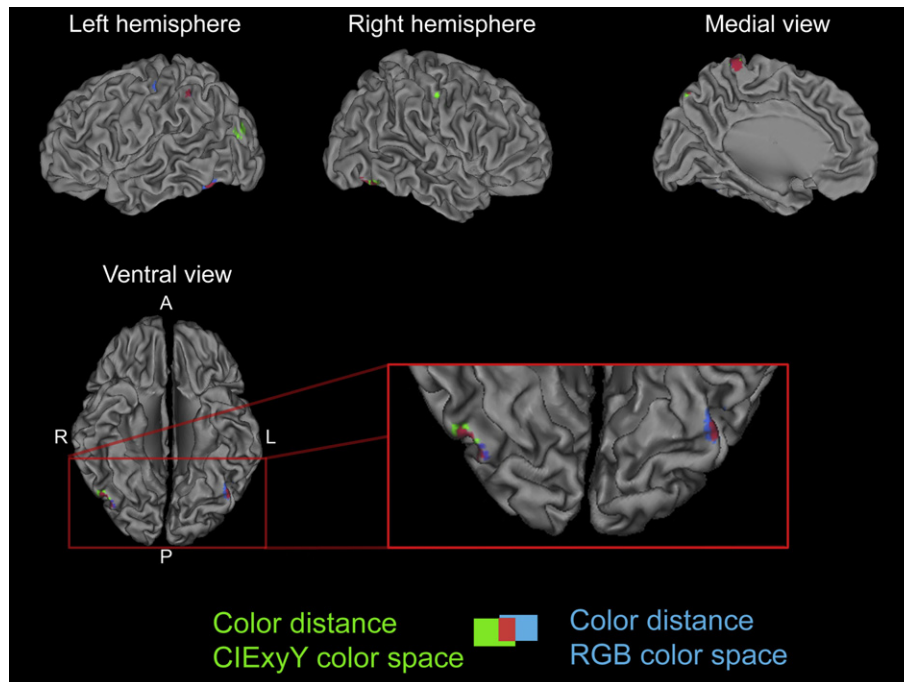 Left hemisphere
Right hemisphere
Medial view
Ventral view
A
R
L
P
Color distance
CIExyY color space
Color distance
RGB color space